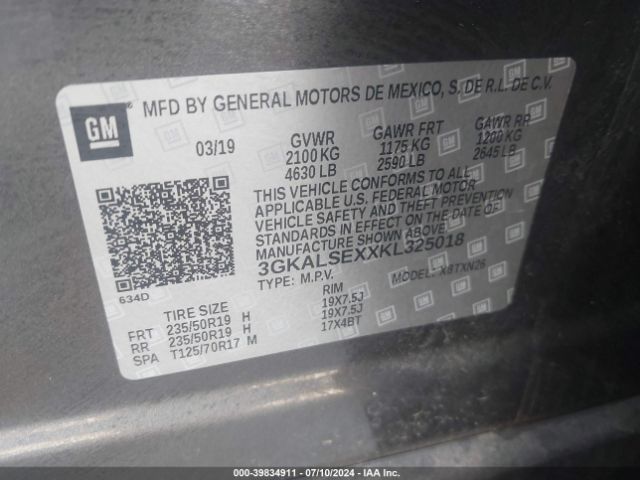 GM MFD BY GENERAL MOTORS DE MEXICO, S. DE R.L. DE C.V.
03/19 GVWR GAWR FRT GAWR RR
2100 KG 1175 KG 1200 KG
4630 LB 2590 LB 2645 LB
THIS VEHICLE CONFORMS TO ALL
APPLICABLE U.S. FEDERAL MOTOR
VEHICLE SAFETY AND THEFT PREVENTION
STANDARDS IN EFFECT ON THE DATE OF
MANUFACTURE SHOWN ABOVE.
3GKALSEXXKL325018
TYPE: M.P.V. MODEL: XBTXN26
634D
TIRE SIZE RIM
FRT 235/50R19 H 19X7.5J
RR 235/50R19 H 19X7.5J
SPA T125/70R17 M 17X4BT
000-39834911 - 07/10/2024 - IAA Inc.